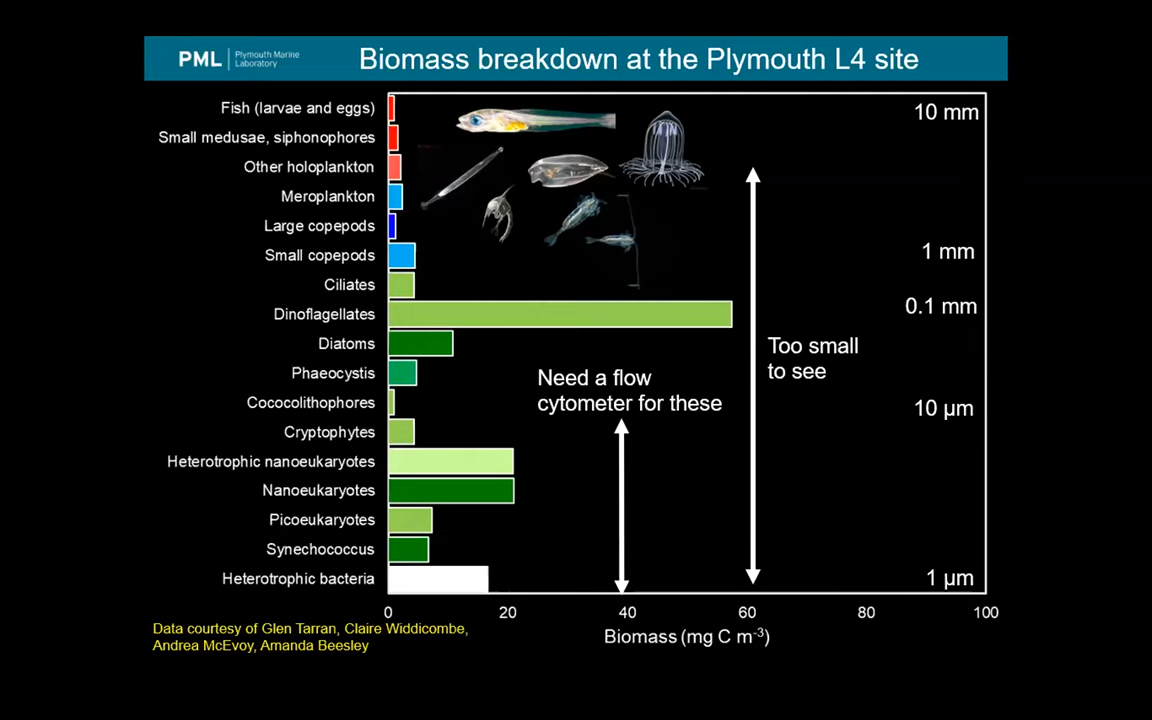 PML
Plymouth Marine
Laboratory
Biomass breakdown at the Plymouth L4 site
Fish (larvae and eggs)
Small medusae, siphonophores
Other holoplankton
Meroplankton
Large copepods
Small copepods
Ciliates
Dinoflagellates
Diatoms
Phaeocystis
Cococolithophores
Cryptophytes
Heterotrophic nanoeukaryotes
Nanoeukaryotes
Picoeukaryotes
Synechococcus
Heterotrophic bacteria
10 mm
1 mm
0.1 mm
Too small
to see
Need a flow
cytometer for these
10 µm
1 µm
0 20 40 60 80 100
Biomass (mg C m⁻³)
Data courtesy of Glen Tarran, Claire Widdicombe,
Andrea McEvoy, Amanda Beesley